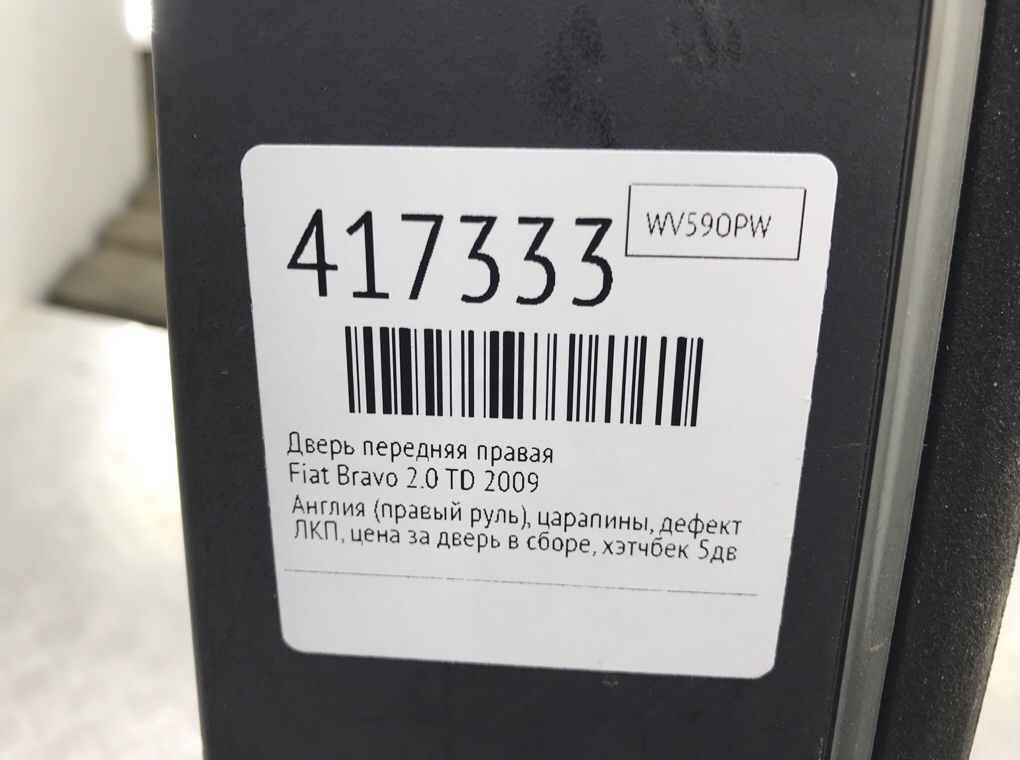 417333
WV590PW
Дверь передняя правая
Fiat Bravo 2.0 TD 2009
Англия (правый руль), царапины, дефект
ЛКП, цена за дверь в сборе, хэтчбек 5дв